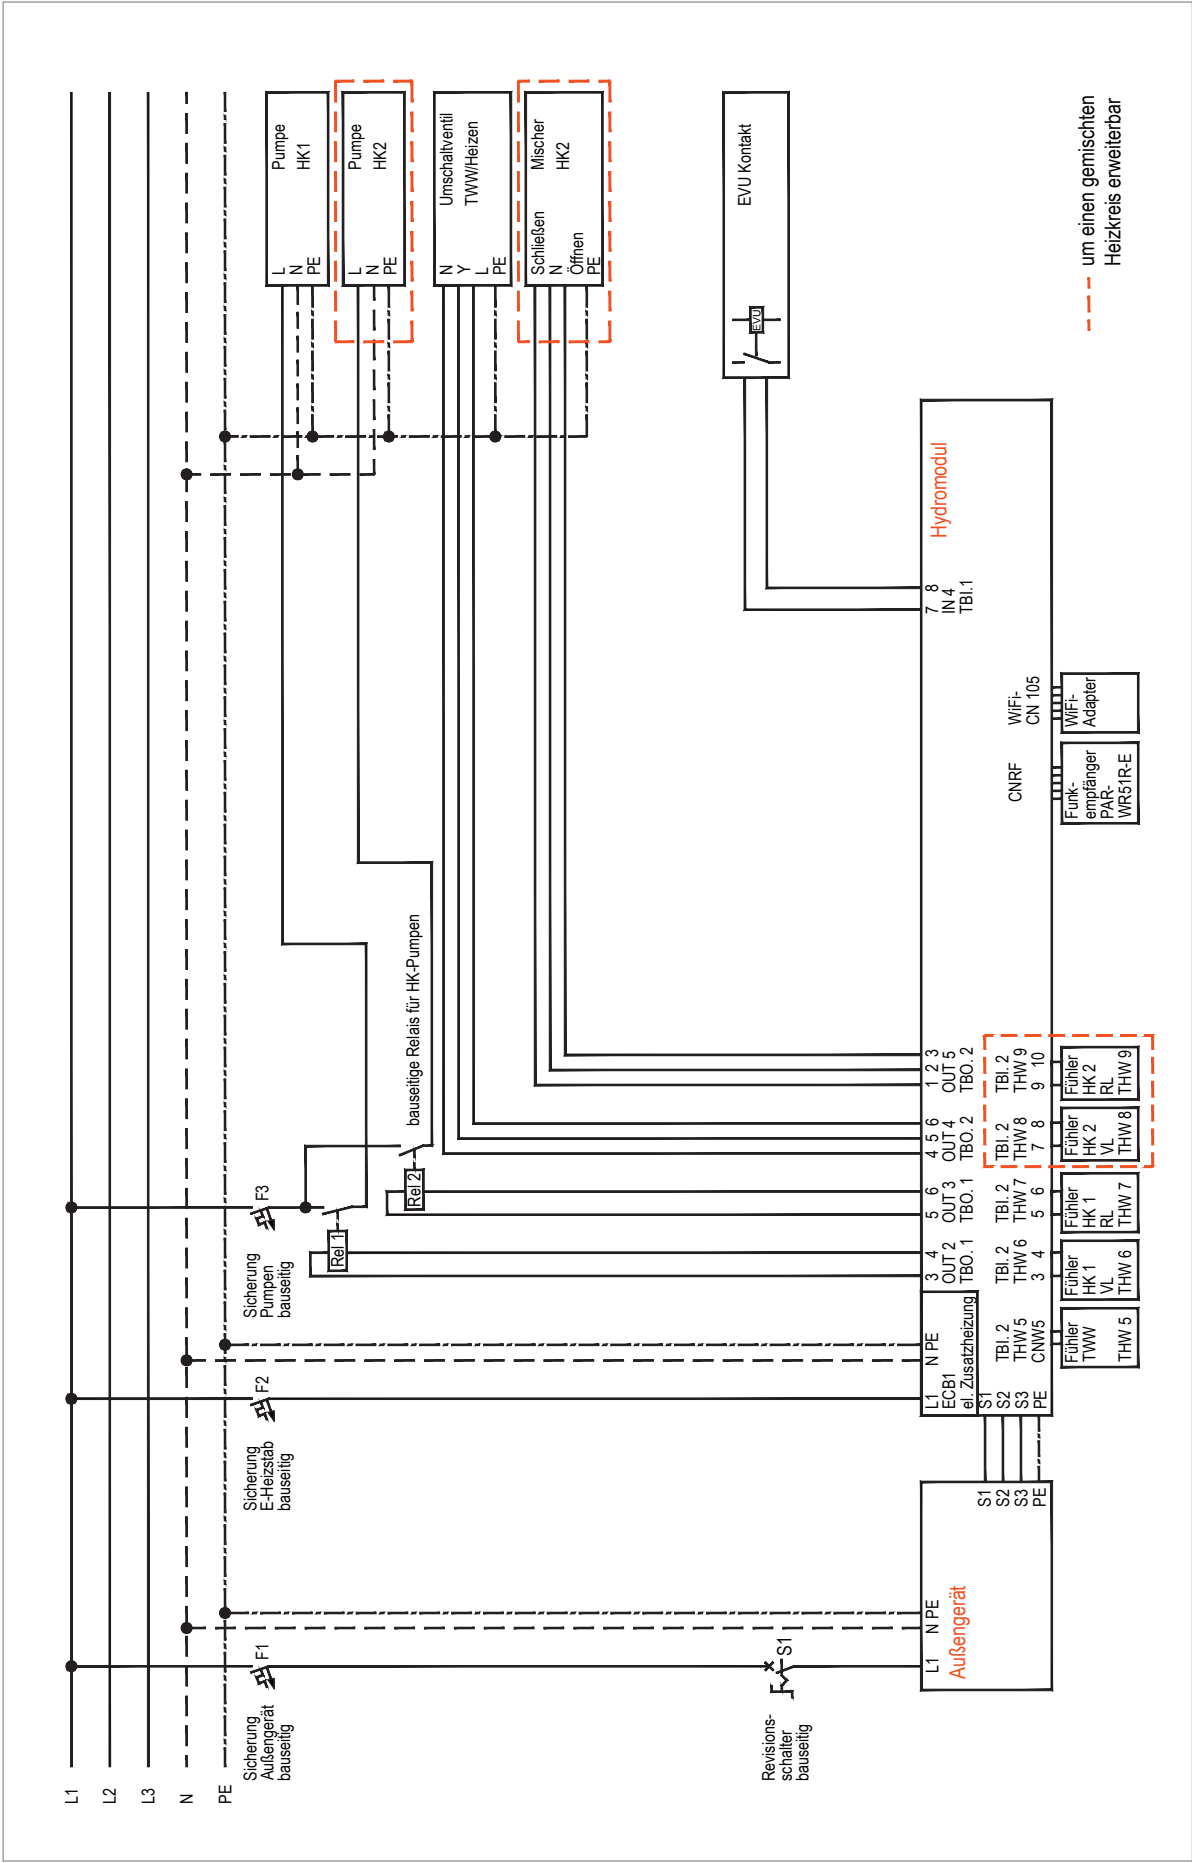 L1
L2
L3
N
PE
Sicherung
Außengerät
bauseitig
F1
Sicherung
E-Heizstab
bauseitig
F2
Sicherung
Pumpen
bauseitig
F3
Rel 1
Rel 2
bauseitige Relais für HK-Pumpen
L
N
PE
Pumpe
HK1
L
N
PE
Pumpe
HK2
N
Y
L
PE
Umschaltventil
TWW/Heizen
Schließen
N
Öffnen
PE
Mischer
HK2
EVU Kontakt
EVU
Revisions-
schalter
bauseitig
S1
L1
N PE
Außengerät
S1
S2
S3
PE
L1
N PE
ECB1
el. Zusatzheizung
S1
S2
S3
PE
3 4
OUT 2
TBO. 1
5 6
OUT 3
TBO. 1
4 5 6
OUT 4
TBO. 2
1 2 3
OUT 5
TBO. 2
7 8
IN 4
TBI.1
Hydromodul
TBI. 2
THW 5
CNW5
TBI. 2
THW 6
3 4
TBI. 2
THW 7
5 6
TBI. 2
THW 8
7 8
TBI. 2
THW 9
9 10
CNRF
WiFi-
CN 105
Fühler
TWW
THW 5
Fühler
HK 1
VL
THW 6
Fühler
HK 1
RL
THW 7
Fühler
HK 2
VL
THW 8
Fühler
HK 2
RL
THW 9
Funk-
empfänger
PAR-
WR51R-E
WiFi-
Adapter
um einen gemischten
Heizkreis erweiterbar